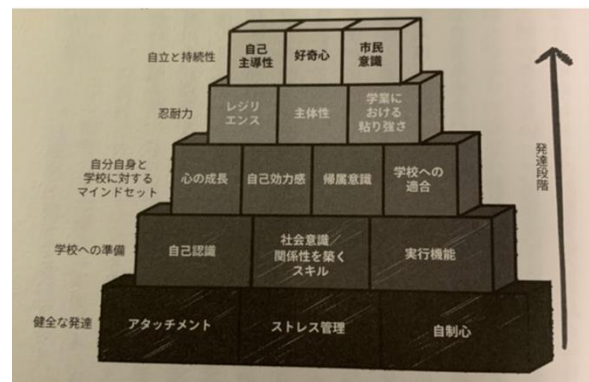 自立と持続性
自己
主導性
好奇心
市民
意識
忍耐力
レジリ
エンス
主体性
学業に
おける
粘り強さ
自分自身と
学校に対する
マインドセット
心の成長
自己効力感
帰属意識
学校への
適合
学校への準備
自己認識
社会意識
関係性を築く
スキル
実行機能
健全な発達
アタッチメント
ストレス管理
自制心
発達段階